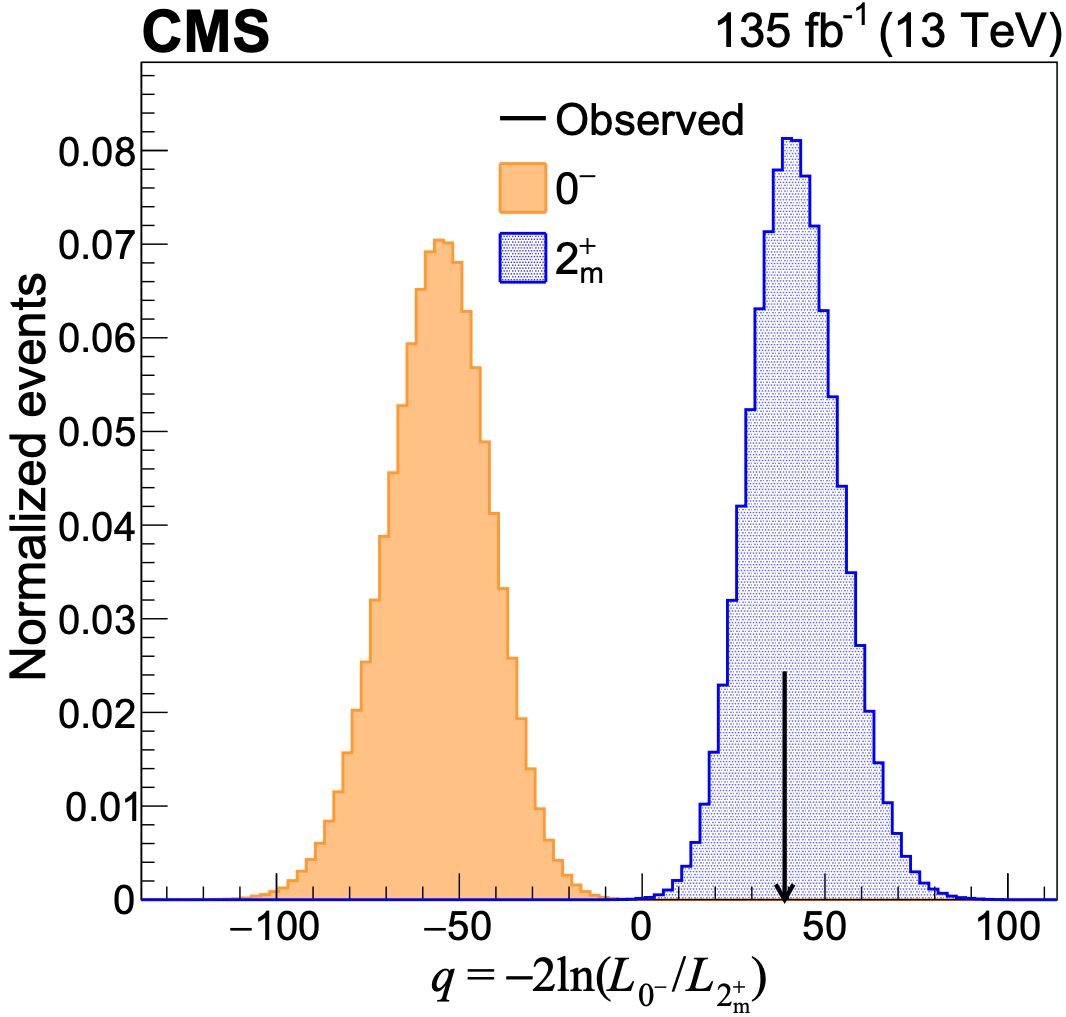 CMS
135 fb⁻¹ (13 TeV)
Observed
0⁻
2⁺ₘ
Normalized events
0.08
0.07
0.06
0.05
0.04
0.03
0.02
0.01
0
−100 −50 0 50 100
q = −2ln(L₀₋/L₂⁺ₘ)